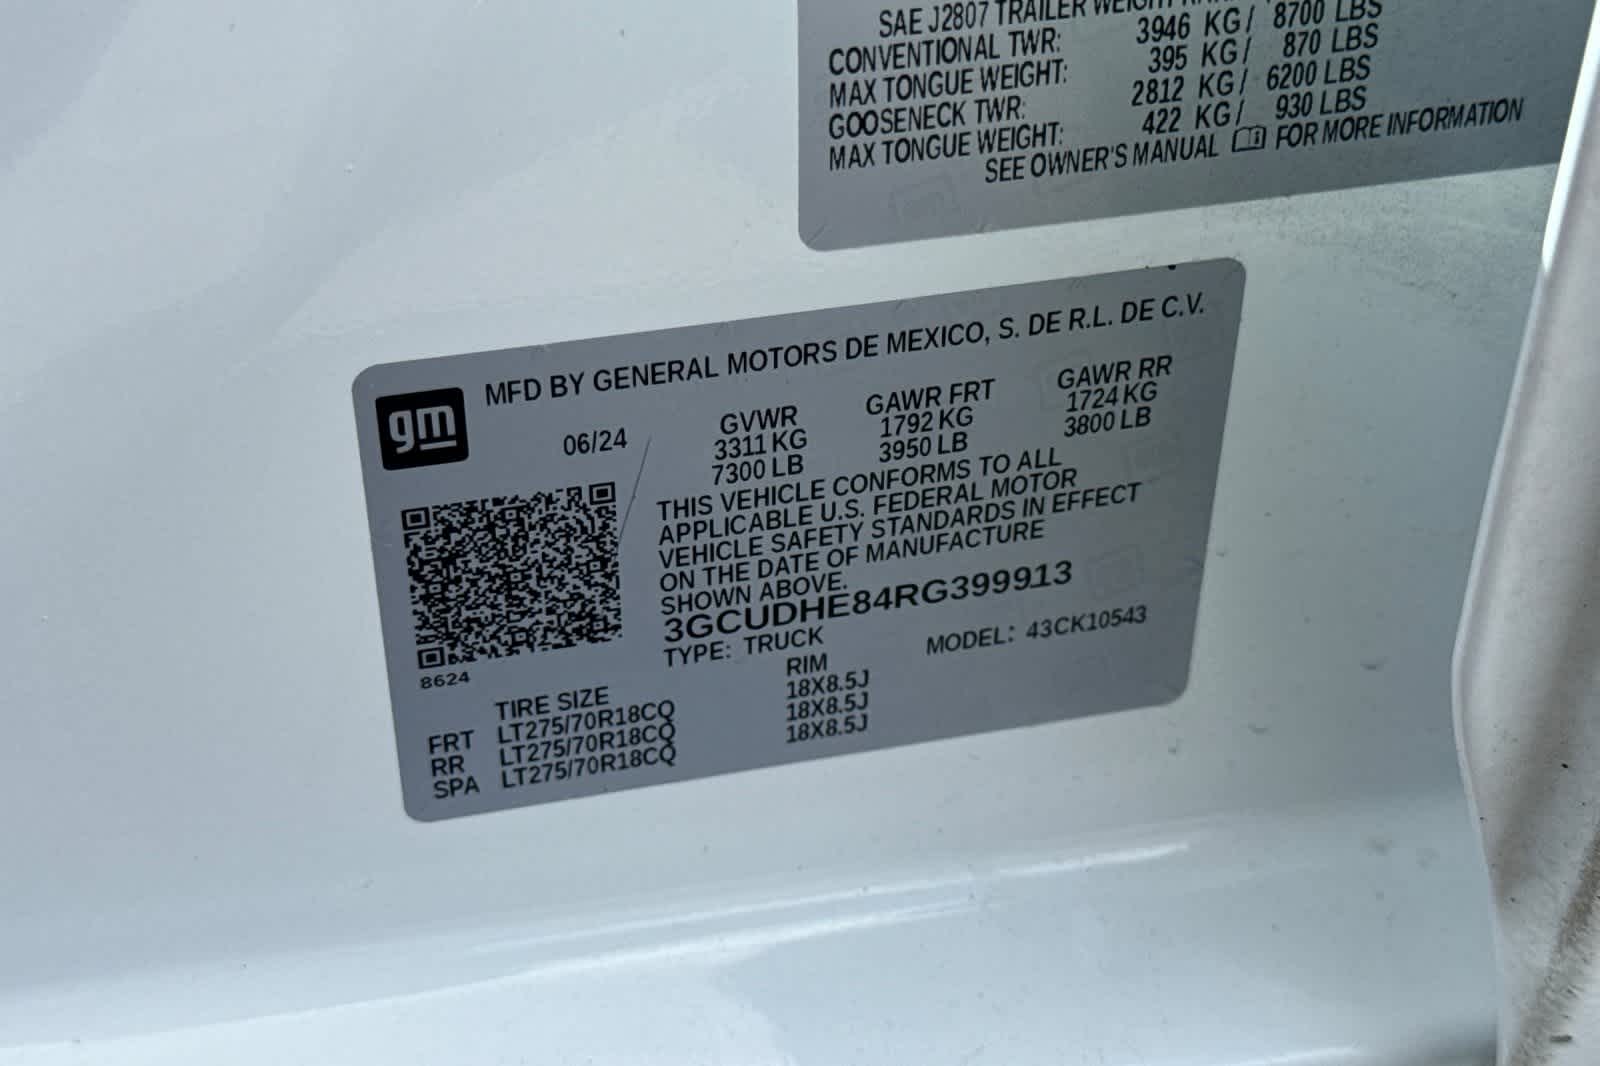 SAE J2807 TRAILER WEIGHT
CONVENTIONAL TWR: 3946 KG/ 8700 LBS
MAX TONGUE WEIGHT: 395 KG/ 870 LBS
GOOSENECK TWR: 2812 KG/ 6200 LBS
MAX TONGUE WEIGHT: 422 KG/ 930 LBS
SEE OWNER'S MANUAL FOR MORE INFORMATION
gm
MFD BY GENERAL MOTORS DE MEXICO, S. DE R.L. DE C.V.
06/24
GVWR GAWR FRT GAWR RR
3311 KG 1792 KG 1724 KG
7300 LB 3950 LB 3800 LB
THIS VEHICLE CONFORMS TO ALL
APPLICABLE U.S. FEDERAL MOTOR
VEHICLE SAFETY STANDARDS IN EFFECT
ON THE DATE OF MANUFACTURE
SHOWN ABOVE.
3GCUDHE84RG399913
TYPE: TRUCK MODEL: 43CK10543
8624
TIRE SIZE RIM
FRT LT275/70R18CQ 18X8.5J
RR LT275/70R18CQ 18X8.5J
SPA LT275/70R18CQ 18X8.5J